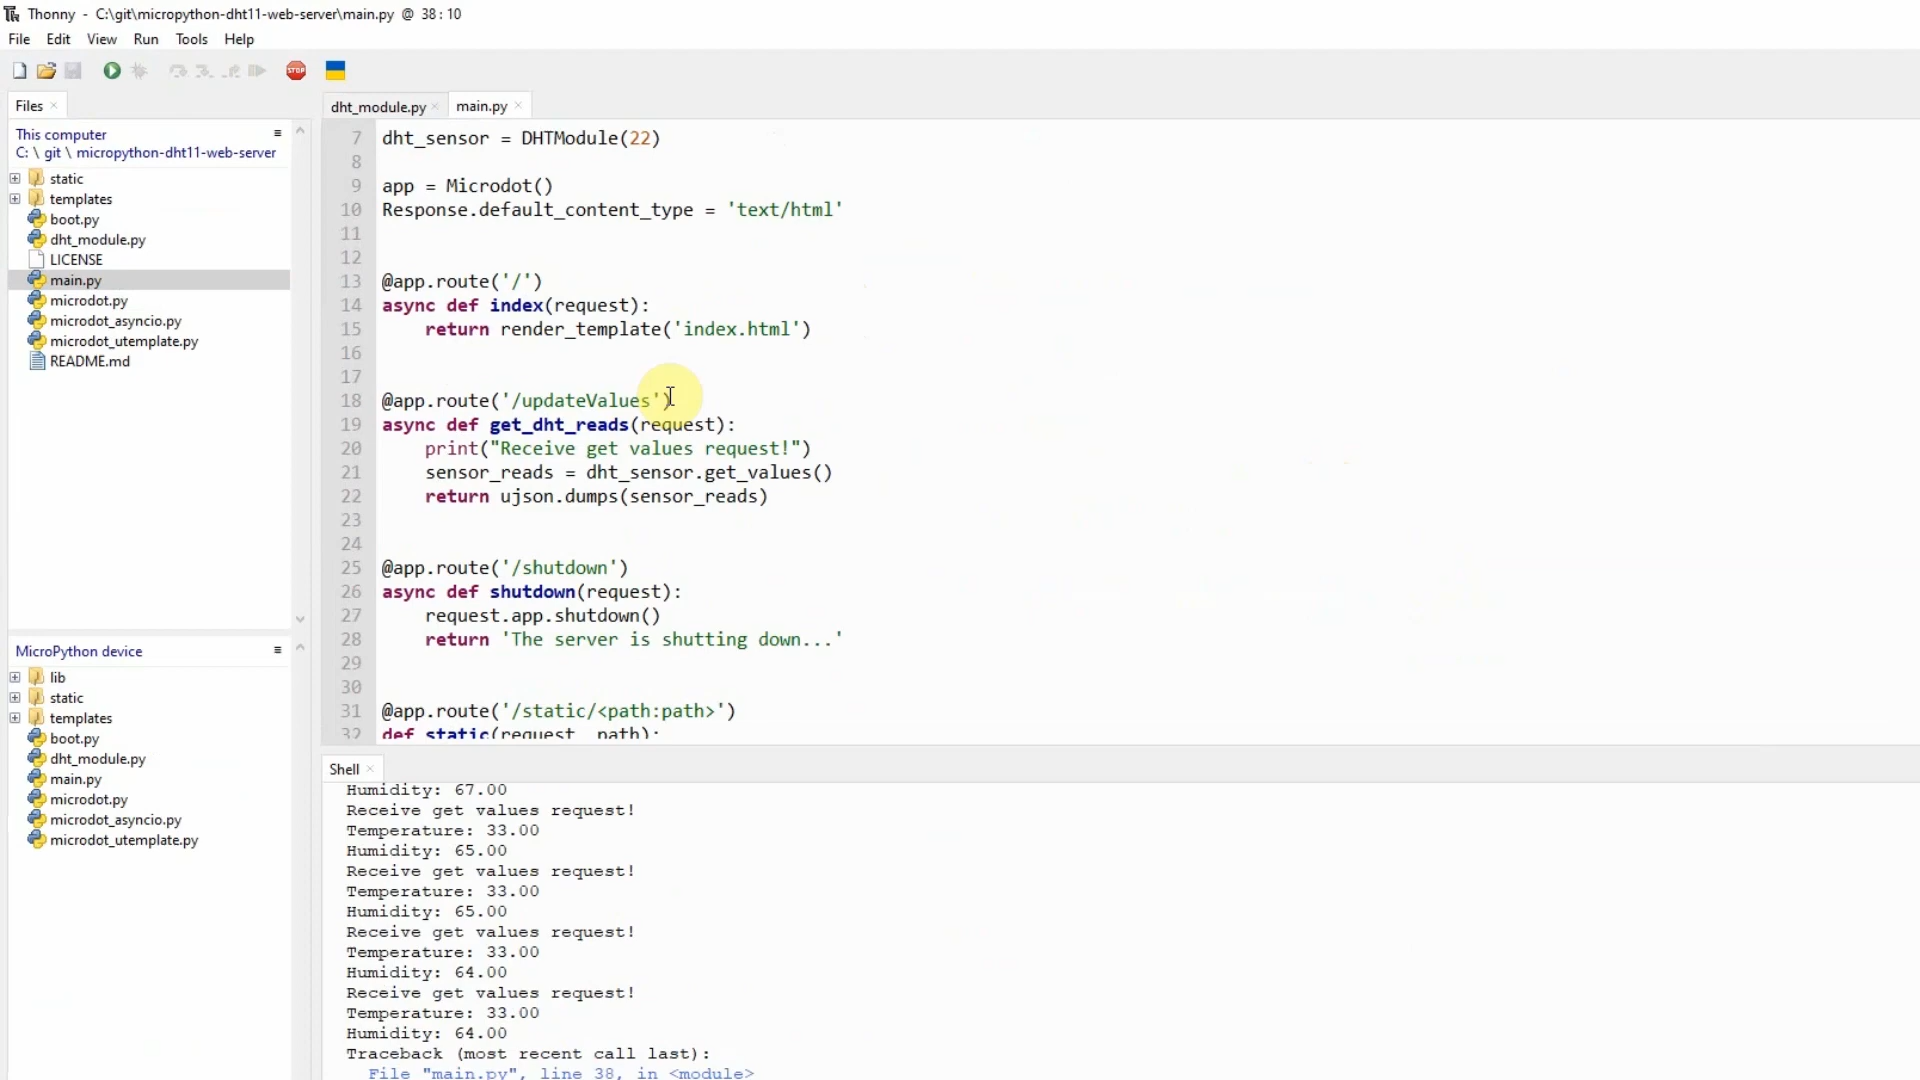 Thonny - C:\git\micropython-dht11-web-server\main.py @ 38:10
File Edit View Run Tools Help
STOP
Files
This computer
C: \ git \ micropython-dht11-web-server
static
templates
boot.py
dht_module.py
LICENSE
main.py
microdot.py
microdot_asyncio.py
microdot_utemplate.py
README.md
MicroPython device
lib
static
templates
boot.py
dht_module.py
main.py
microdot.py
microdot_asyncio.py
microdot_utemplate.py
dht_module.py main.py
7 dht_sensor = DHTModule(22)
8
9 app = Microdot()
10 Response.default_content_type = 'text/html'
11
12
13 @app.route('/')
14 async def index(request):
15     return render_template('index.html')
16
17
18 @app.route('/updateValues')
19 async def get_dht_reads(request):
20     print("Receive get values request!")
21     sensor_reads = dht_sensor.get_values()
22     return ujson.dumps(sensor_reads)
23
24
25 @app.route('/shutdown')
26 async def shutdown(request):
27     request.app.shutdown()
28     return 'The server is shutting down...'
29
30
31 @app.route('/static/<path:path>')
32 def static(request, path):
Shell
Humidity: 67.00
Receive get values request!
Temperature: 33.00
Humidity: 65.00
Receive get values request!
Temperature: 33.00
Humidity: 65.00
Receive get values request!
Temperature: 33.00
Humidity: 64.00
Receive get values request!
Temperature: 33.00
Humidity: 64.00
Traceback (most recent call last):
File "main.py", line 38, in <module>